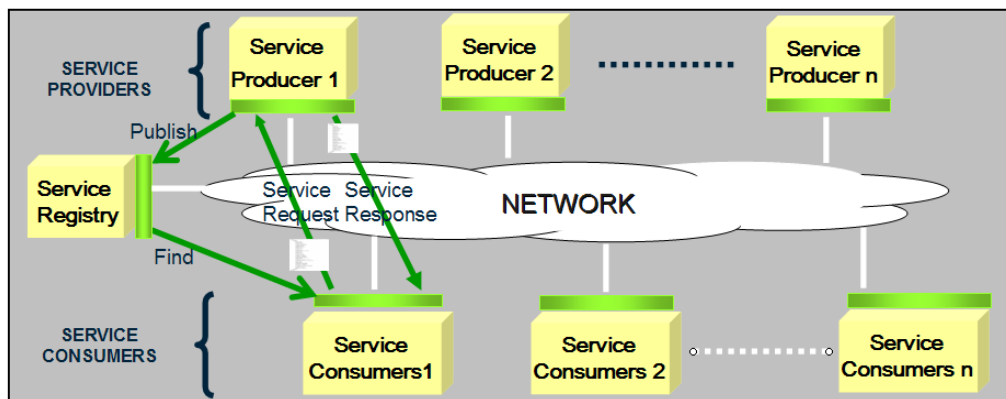 SERVICE
PROVIDERS
Service
Producer 1
Service
Producer 2
Service
Producer n
Publish
Service
Registry
Service
Request
Service
Response
NETWORK
Find
SERVICE
CONSUMERS
Service
Consumers1
Service
Consumers 2
Service
Consumers n